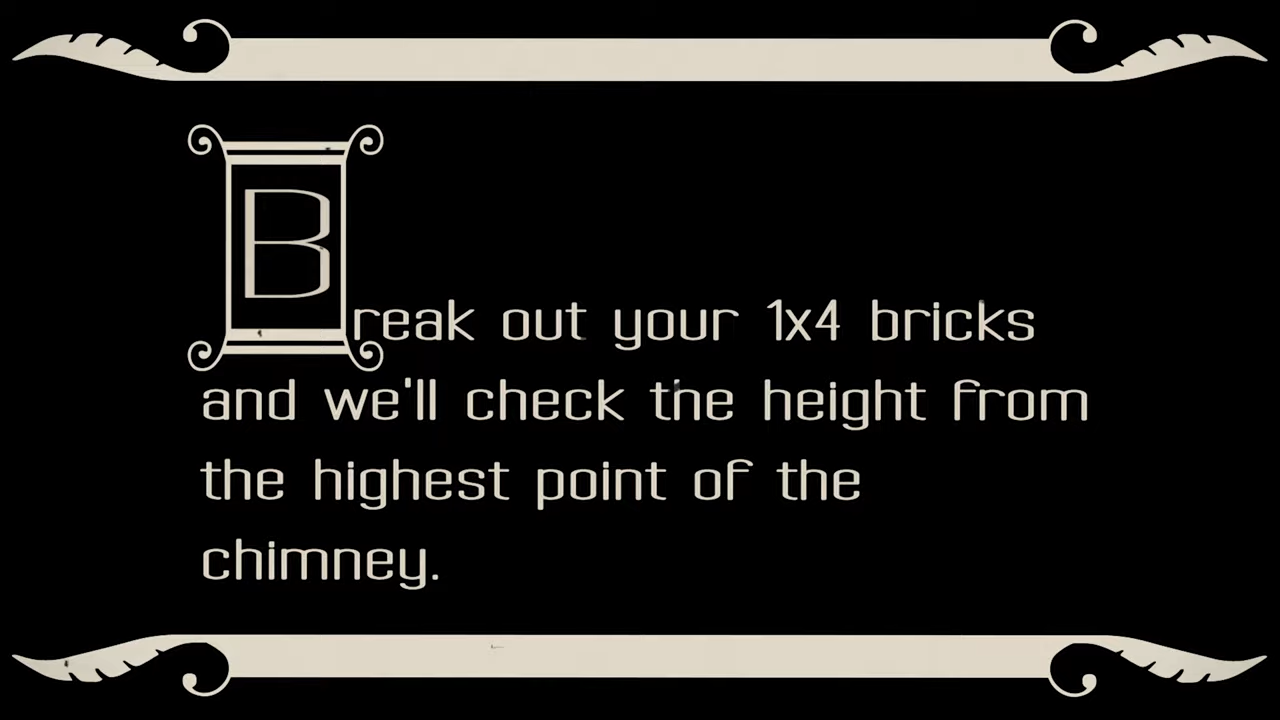 Break out your 1x4 bricks
and we'll check the height from
the highest point of the
chimney.